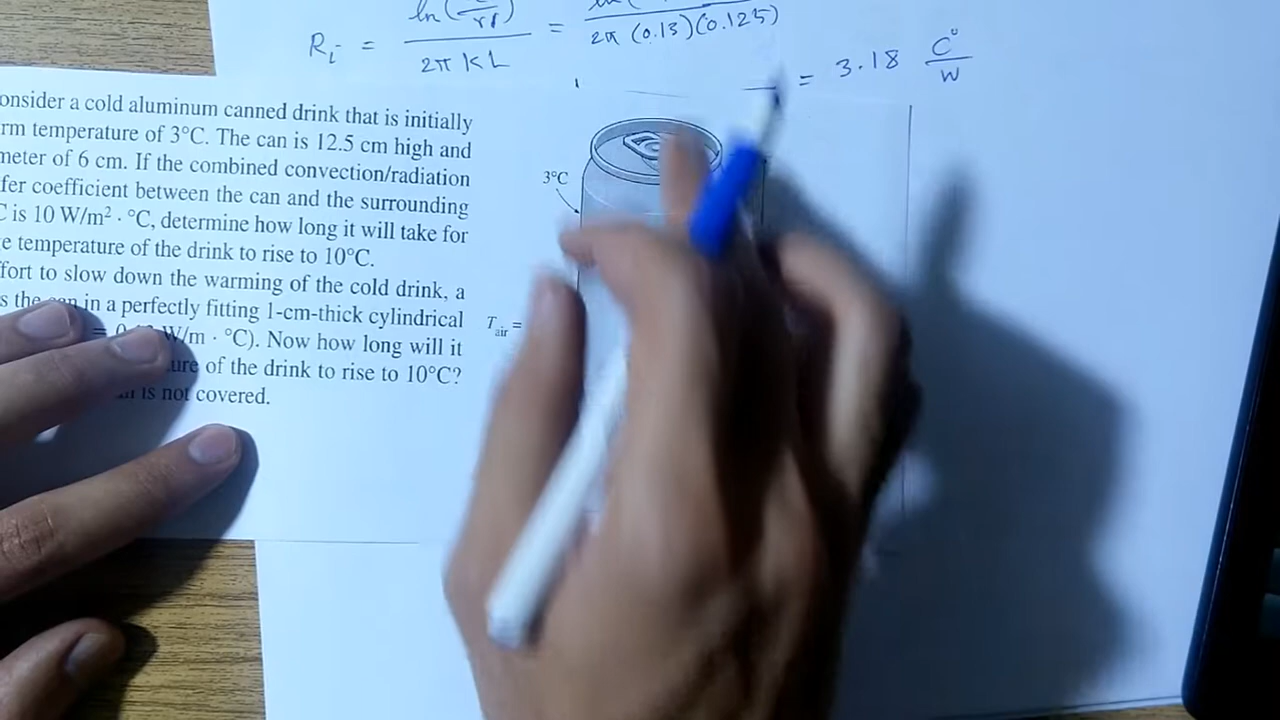 ln( r1)
Ri = = 
2π KL
2π (0.13)(0.125)
= 3.18 C°
W
onsider a cold aluminum canned drink that is initially
rm temperature of 3°C. The can is 12.5 cm high and
meter of 6 cm. If the combined convection/radiation
fer coefficient between the can and the surrounding
C is 10 W/m² · °C, determine how long it will take for
e temperature of the drink to rise to 10°C.
fort to slow down the warming of the cold drink, a
s the can in a perfectly fitting 1-cm-thick cylindrical
W/m · °C). Now how long will it
ure of the drink to rise to 10°C?
is not covered.
3°C
Tair =